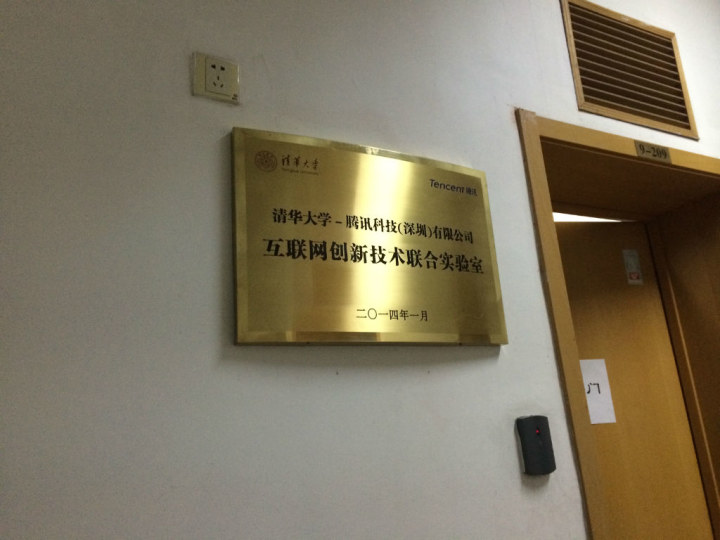 清华大学
Tencent 腾讯
清华大学－腾讯科技(深圳)有限公司
互联网创新技术联合实验室
二〇一四年一月
9-209